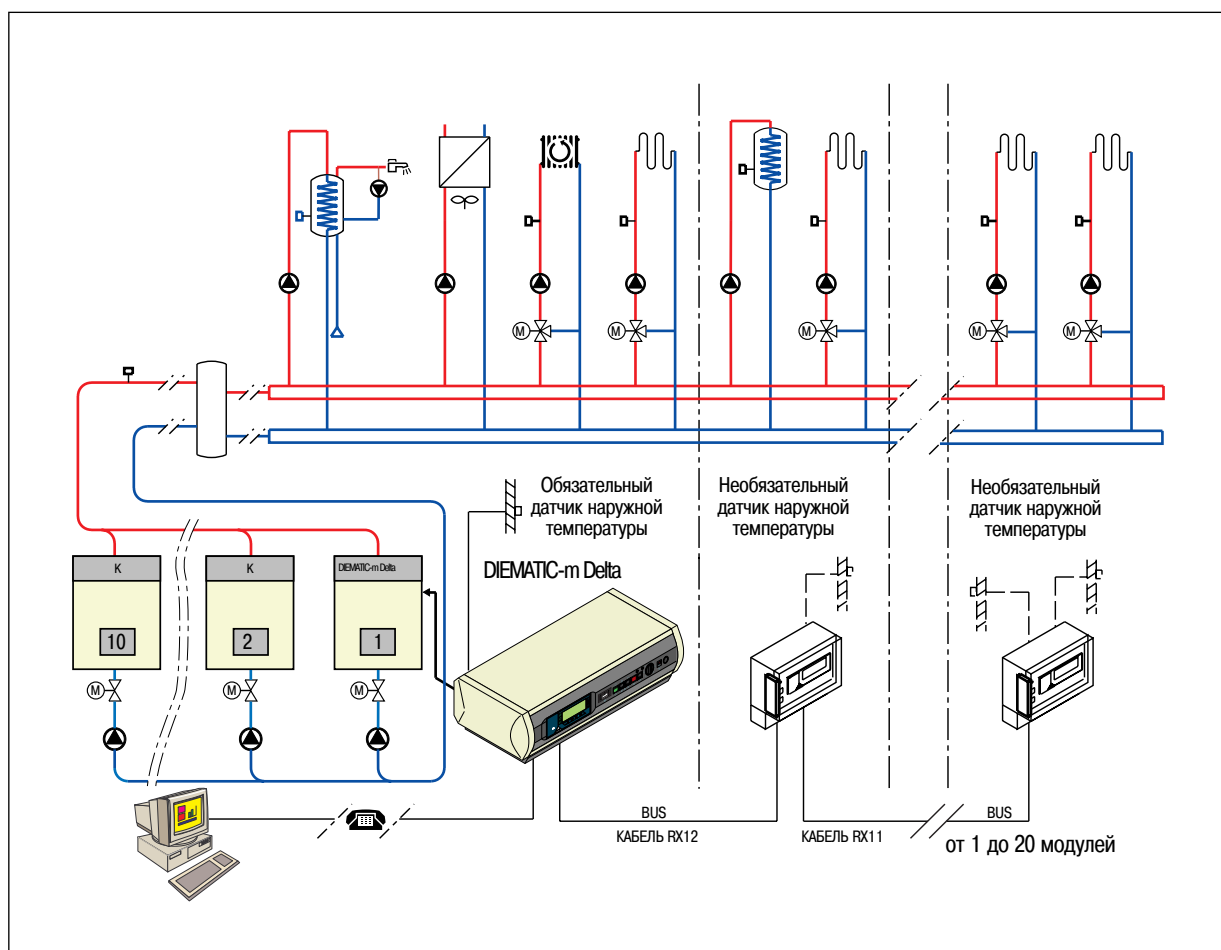 M
M
M
M
M
Обязательный
датчик наружной
температуры
Необязательный
датчик наружной
температуры
Необязательный
датчик наружной
температуры
DIEMATIC-m Delta
K
K
DIEMATIC-m Delta
10
2
1
M
M
M
BUS
КАБЕЛЬ RX12
КАБЕЛЬ RX11
BUS
от 1 до 20 модулей